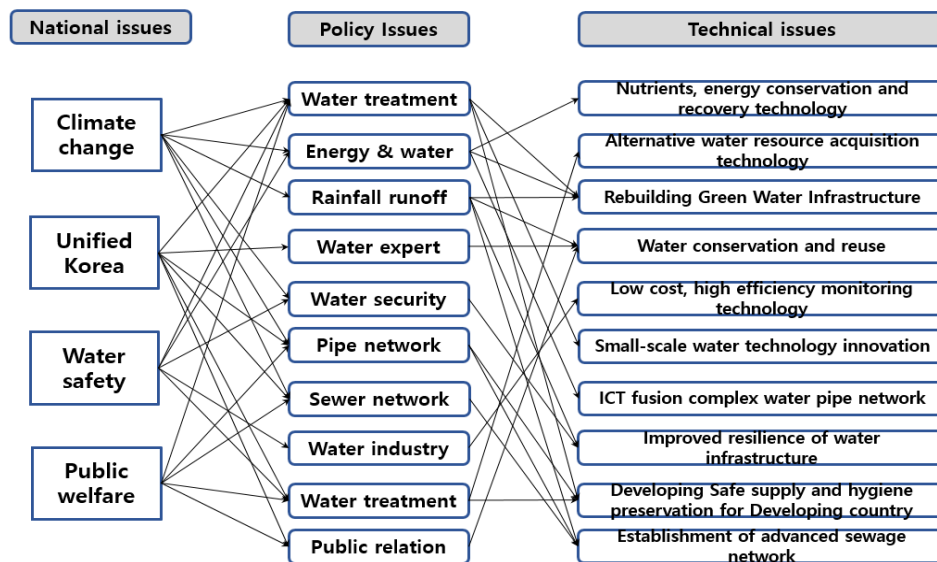 National issues
Policy Issues
Technical issues
Climate
change
Unified
Korea
Water
safety
Public
welfare
Water treatment
Energy & water
Rainfall runoff
Water expert
Water security
Pipe network
Sewer network
Water industry
Water treatment
Public relation
Nutrients, energy conservation and
recovery technology
Alternative water resource acquisition
technology
Rebuilding Green Water Infrastructure
Water conservation and reuse
Low cost, high efficiency monitoring
technology
Small-scale water technology innovation
ICT fusion complex water pipe network
Improved resilience of water
infrastructure
Developing Safe supply and hygiene
preservation for Developing country
Establishment of advanced sewage
network